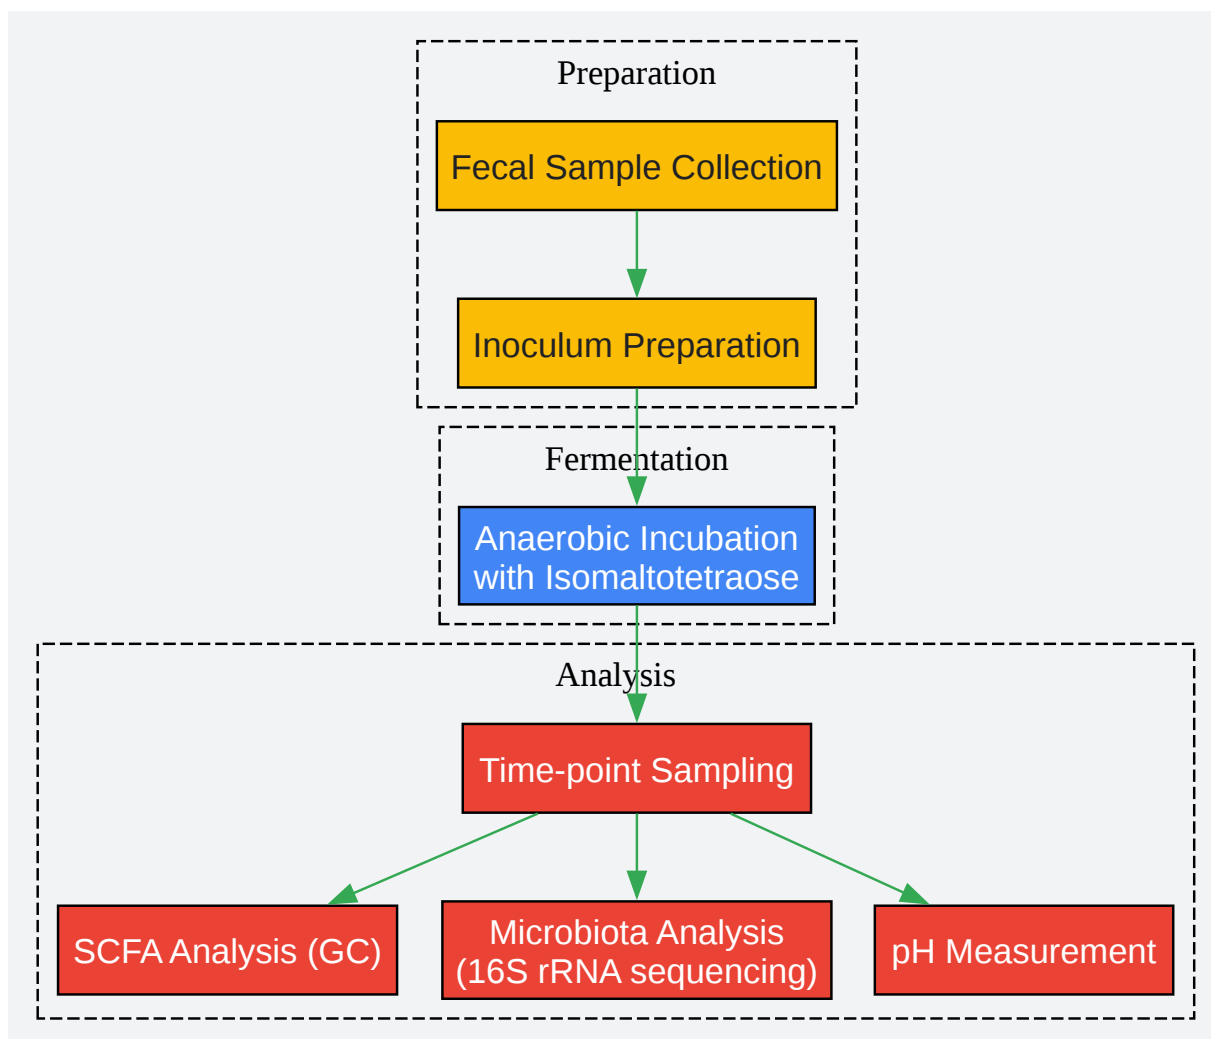 Preparation
Fecal Sample Collection
Inoculum Preparation
Fermentation
Anaerobic Incubation
with Isomaltotetraose
Analysis
Time-point Sampling
SCFA Analysis (GC)
Microbiota Analysis
(16S rRNA sequencing)
pH Measurement